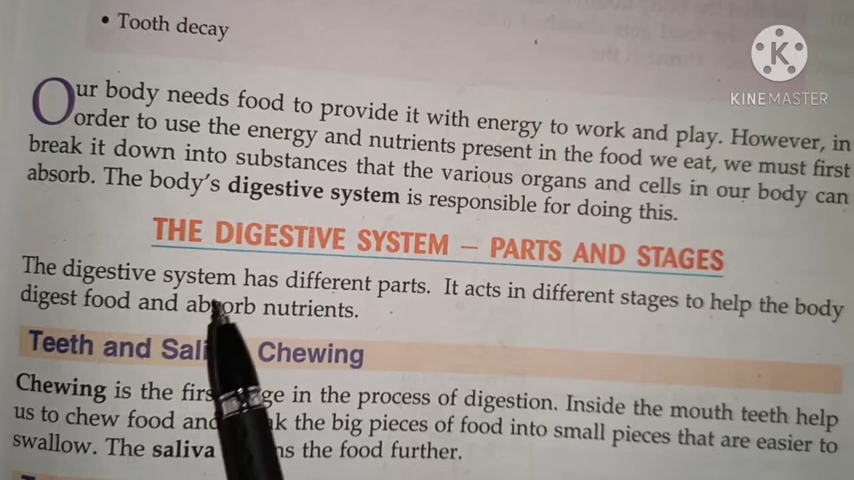 • Tooth decay
KINEMASTER
Our body needs food to provide it with energy to work and play. However, in
order to use the energy and nutrients present in the food we eat, we must first
break it down into substances that the various organs and cells in our body can
absorb. The body's digestive system is responsible for doing this.
THE DIGESTIVE SYSTEM – PARTS AND STAGES
The digestive system has different parts. It acts in different stages to help the body
digest food and absorb nutrients.
Teeth and Chewing
Chewing is the in the process of digestion. Inside the mouth teeth help
us to chew food and the big pieces of food into small pieces that are easier to
swallow. The saliva the food further.